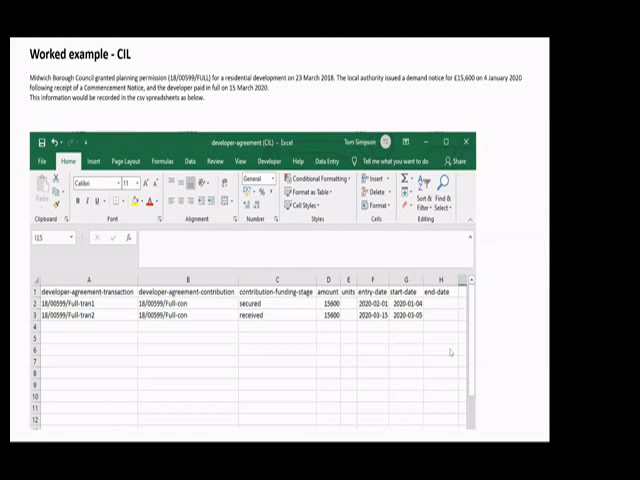 Worked example - CIL
Midwich Borough Council granted planning permission (18/00599/FULL) for a residential development on 23 March 2018. The local authority issued a demand notice for £15,600 on 4 January 2020
following receipt of a Commencement Notice, and the developer paid in full on 15 March 2020.
This information would be recorded in the csv spreadsheets as below.
developer-agreement (CIL) - Excel
Tom Simpson
File Home Insert Page Layout Formulas Data Review View Developer Help Data Entry Tell me what you want to do Share
Calibri 11 General Conditional Formatting Insert
Paste Format as Table Delete Sort & Find &
B I U Cell Styles Format Filter Select
Clipboard Font Alignment Number Styles Cells Editing
I15 fx
A B C D E F G H
1 developer-agreement-transaction developer-agreement-contribution contribution-funding-stage amount units entry-date start-date end-date
2 18/00599/Full-tran1 18/00599/Full-con secured 15600 2020-02-01 2020-01-04
3 18/00599/Full-tran2 18/00599/Full-con received 15600 2020-03-15 2020-03-05
4
5
6
7
8
9
10
11
12